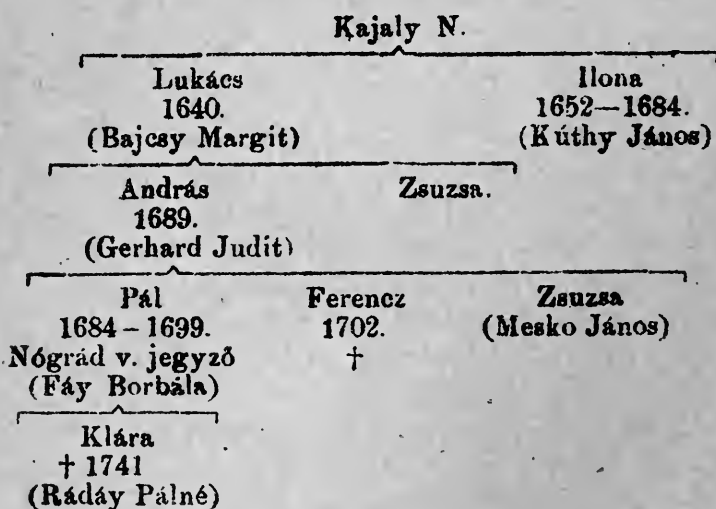 Kajaly N.
Lukács Ilona
1640. 1652—1684.
(Bajcsy Margit) (Kúthy János)
András Zsuzsa.
1689.
(Gerhard Judit)
Pál Ferencz Zsuzsa
1684–1699. 1702. (Mesko János)
Nógrád v. jegyző †
(Fáy Borbála)
Klára
† 1741
(Ráday Pálné)